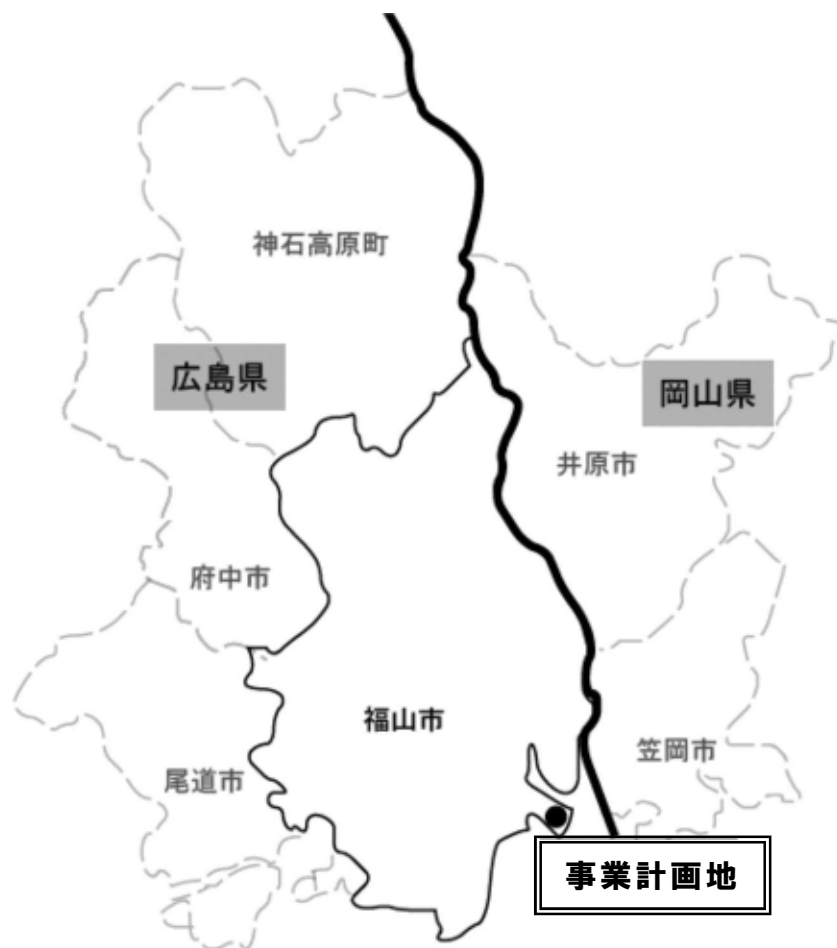 神石高原町
広島県
岡山県
井原市
府中市
福山市
笠岡市
尾道市
事業計画地